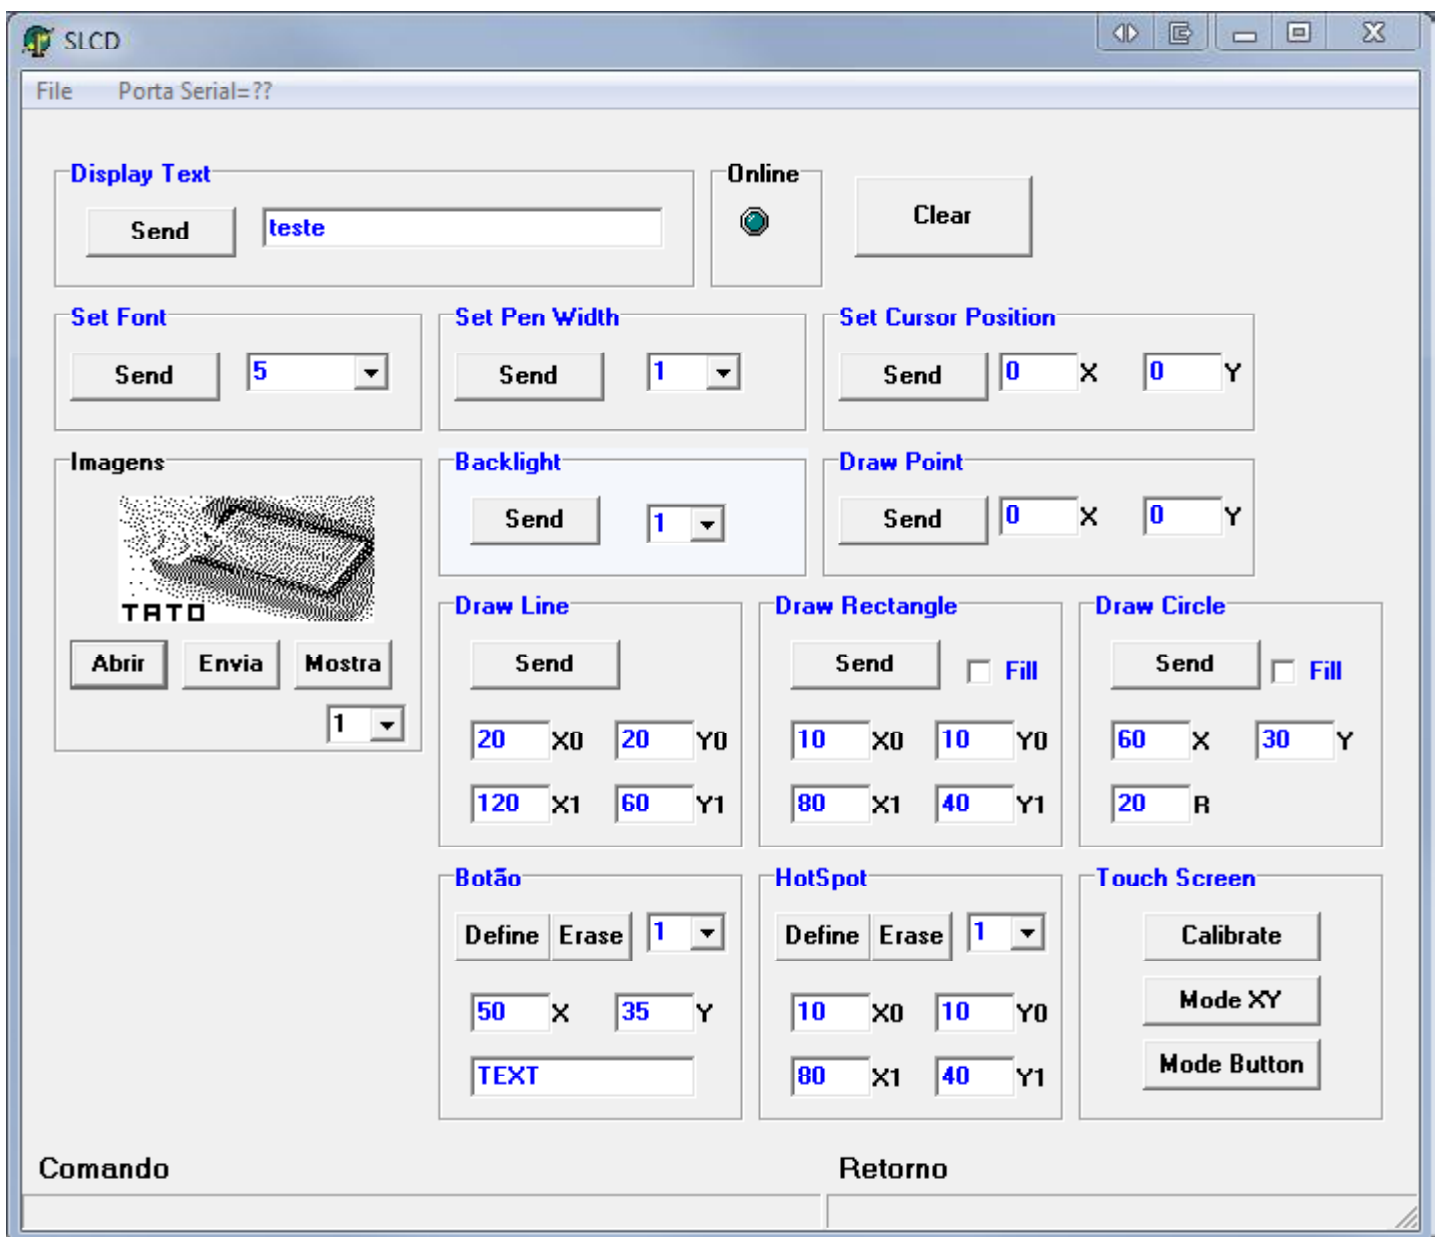 SLCD
File Porta Serial=??
Display Text
Send teste
Online
Clear
Set Font
Send 5
Set Pen Width
Send 1
Set Cursor Position
Send 0 X 0 Y
Imagens
TATO
Abrir Envia Mostra
1
Backlight
Send 1
Draw Point
Send 0 X 0 Y
Draw Line
Send
20 X0 20 Y0
120 X1 60 Y1
Draw Rectangle
Send Fill
10 X0 10 Y0
80 X1 40 Y1
Draw Circle
Send Fill
60 X 30 Y
20 R
Botão
Define Erase 1
50 X 35 Y
TEXT
HotSpot
Define Erase 1
10 X0 10 Y0
80 X1 40 Y1
Touch Screen
Calibrate
Mode XY
Mode Button
Comando
Retorno